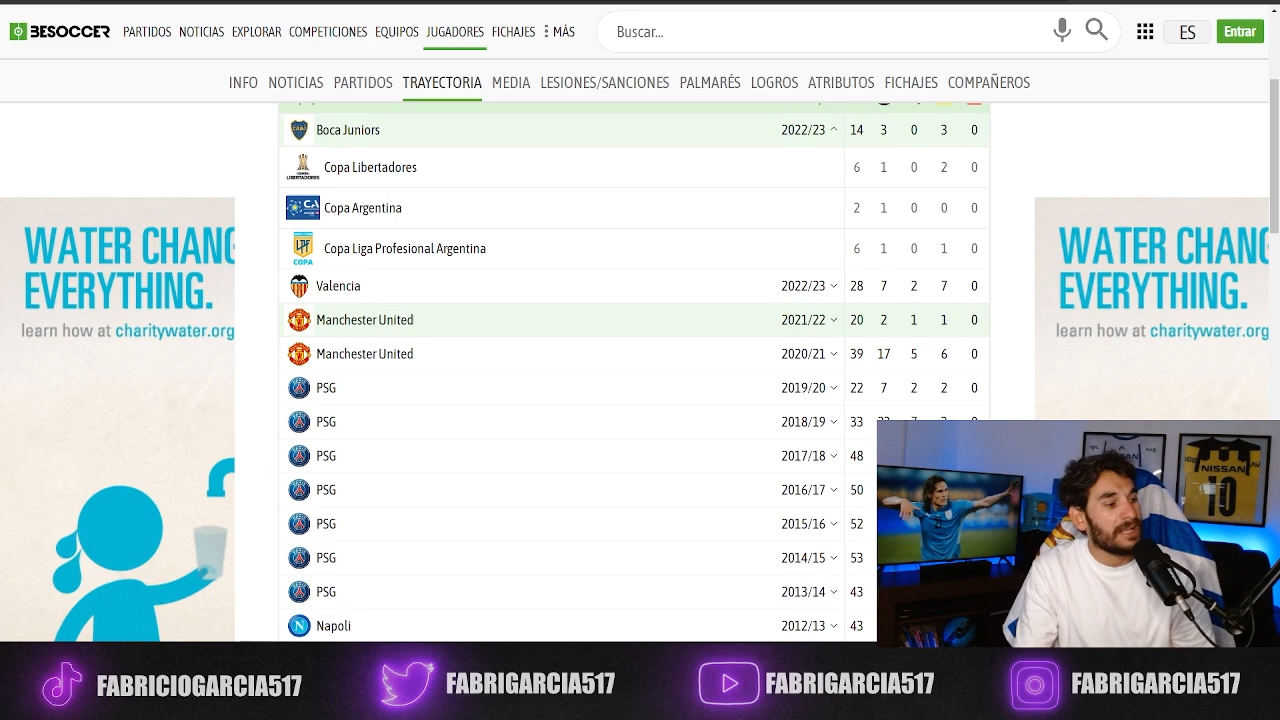 BESOCCER PARTIDOS NOTICIAS EXPLORAR COMPETICIONES EQUIPOS JUGADORES FICHAJES MÁS Buscar... ES Entrar
INFO NOTICIAS PARTIDOS TRAYECTORIA MEDIA LESIONES/SANCIONES PALMARÉS LOGROS ATRIBUTOS FICHAJES COMPAÑEROS
Boca Juniors 2022/23 14 3 0 3 0
Copa Libertadores 6 1 0 2 0
Copa Argentina 2 1 0 0 0
Copa Liga Profesional Argentina 6 1 0 1 0
Valencia 2022/23 28 7 2 7 0
Manchester United 2021/22 20 2 1 1 0
Manchester United 2020/21 39 17 5 6 0
PSG 2019/20 22 7 2 2 0
PSG 2018/19 33
PSG 2017/18 48
PSG 2016/17 50
PSG 2015/16 52
PSG 2014/15 53
PSG 2013/14 43
Napoli 2012/13 43
WATER CHANG
EVERYTHING.
learn how at charitywater.org
WATER CHANG
EVERYTHING.
learn how at charitywater.org
LIBERTADORES
CA
LPF
COPA
NISSAN
NISSAN
10
FABRICIOGARCIA517 FABRIGARCIA517 FABRIGARCIA517 FABRIGARCIA517